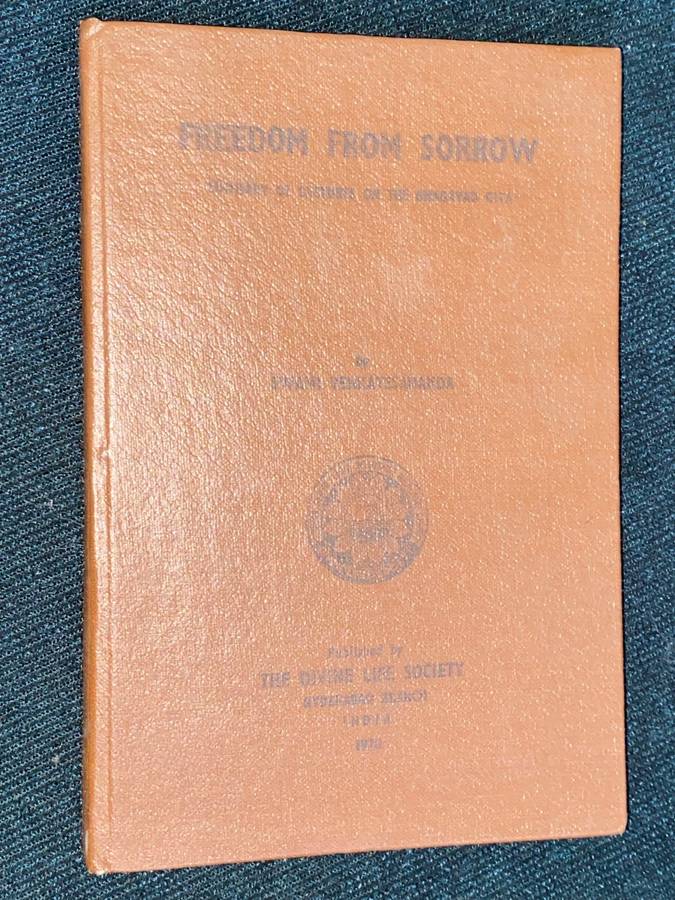 FREEDOM FROM SORROW
SUMMARY OF LECTURES ON THE BHAGAVAD GITA
By
SWAMI VENKATESANANDA
Published by
THE DIVINE LIFE SOCIETY
HYDERABAD BRANCH
INDIA
1970